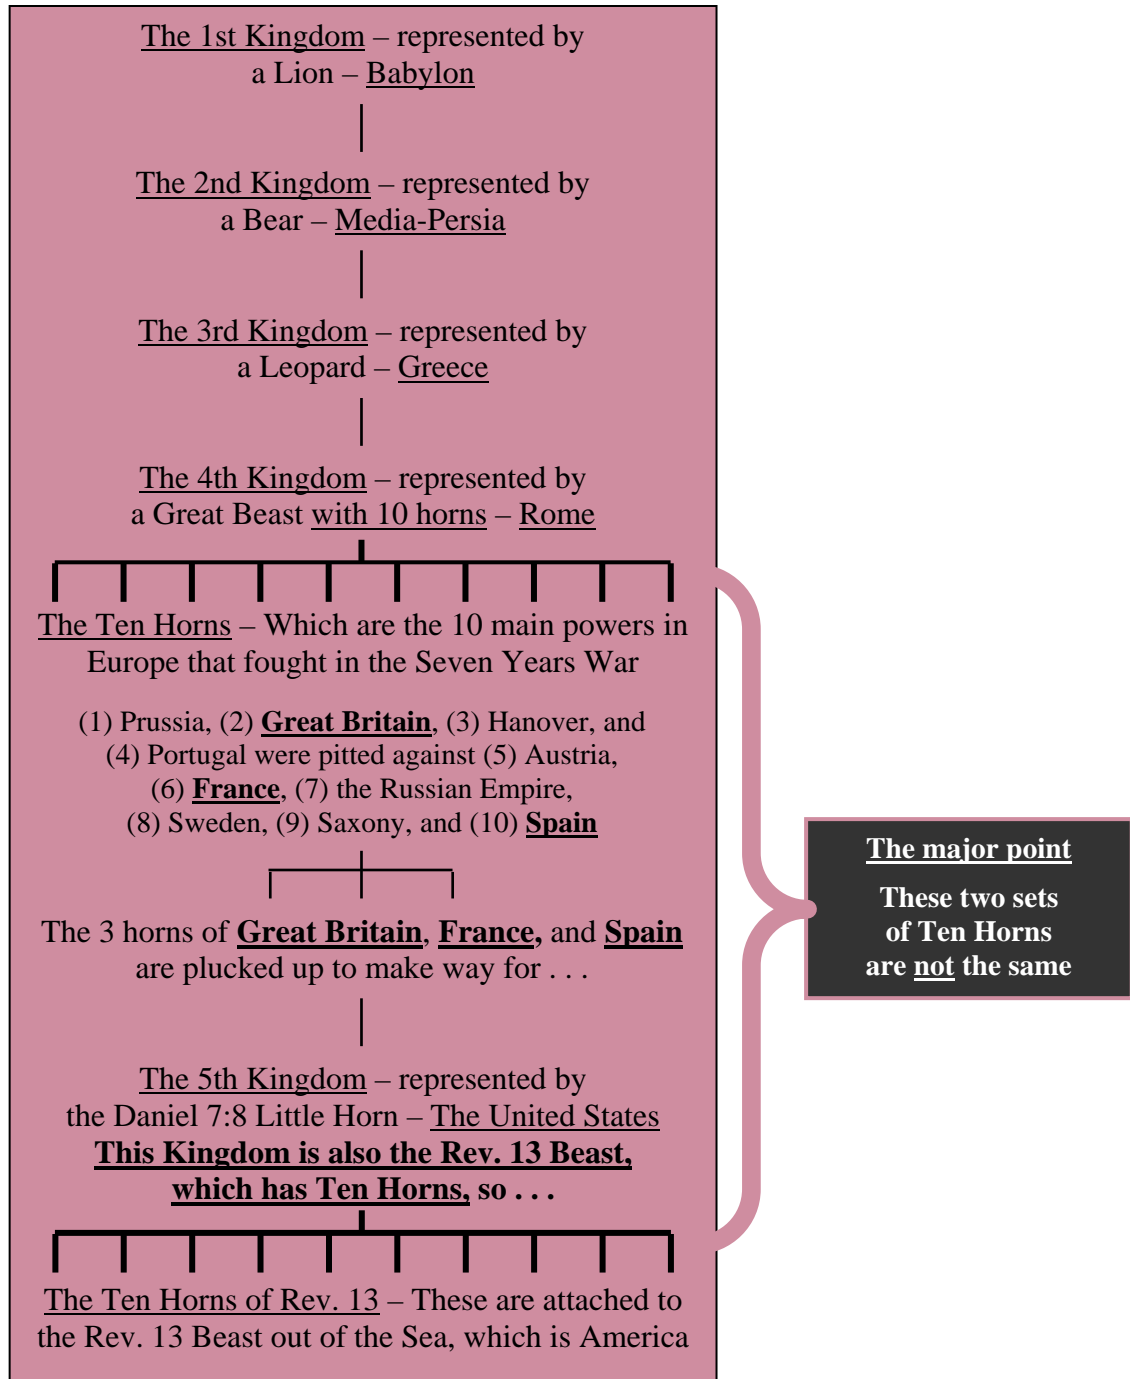 The 1st Kingdom – represented by
a Lion – Babylon
The 2nd Kingdom – represented by
a Bear – Media-Persia
The 3rd Kingdom – represented by
a Leopard – Greece
The 4th Kingdom – represented by
a Great Beast with 10 horns – Rome
The Ten Horns – Which are the 10 main powers in
Europe that fought in the Seven Years War
(1) Prussia, (2) Great Britain, (3) Hanover, and
(4) Portugal were pitted against (5) Austria,
(6) France, (7) the Russian Empire,
(8) Sweden, (9) Saxony, and (10) Spain
The 3 horns of Great Britain, France, and Spain
are plucked up to make way for . . .
The 5th Kingdom – represented by
the Daniel 7:8 Little Horn – The United States
This Kingdom is also the Rev. 13 Beast,
which has Ten Horns, so . . .
The Ten Horns of Rev. 13 – These are attached to
the Rev. 13 Beast out of the Sea, which is America
The major point
These two sets
of Ten Horns
are not the same